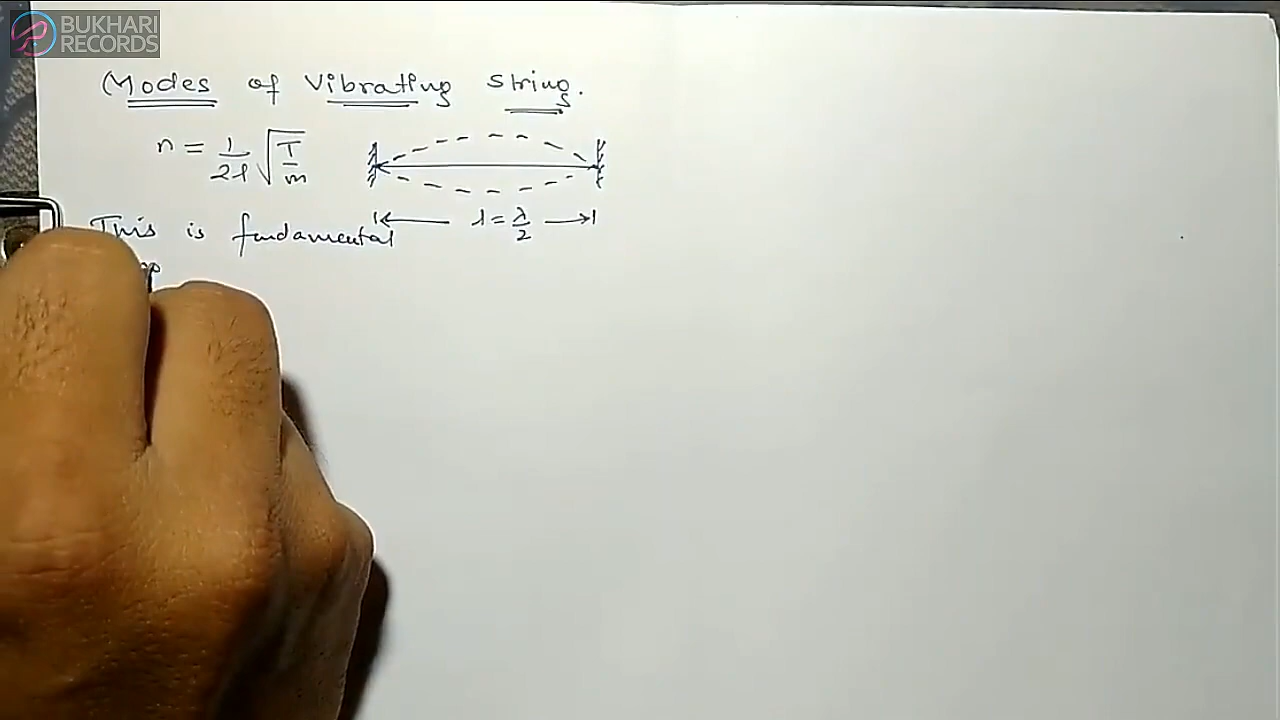 BUKHARI
RECORDS
Modes of Vibrating String.
n = 1/2l √T/m
l = λ/2
This is fundamental